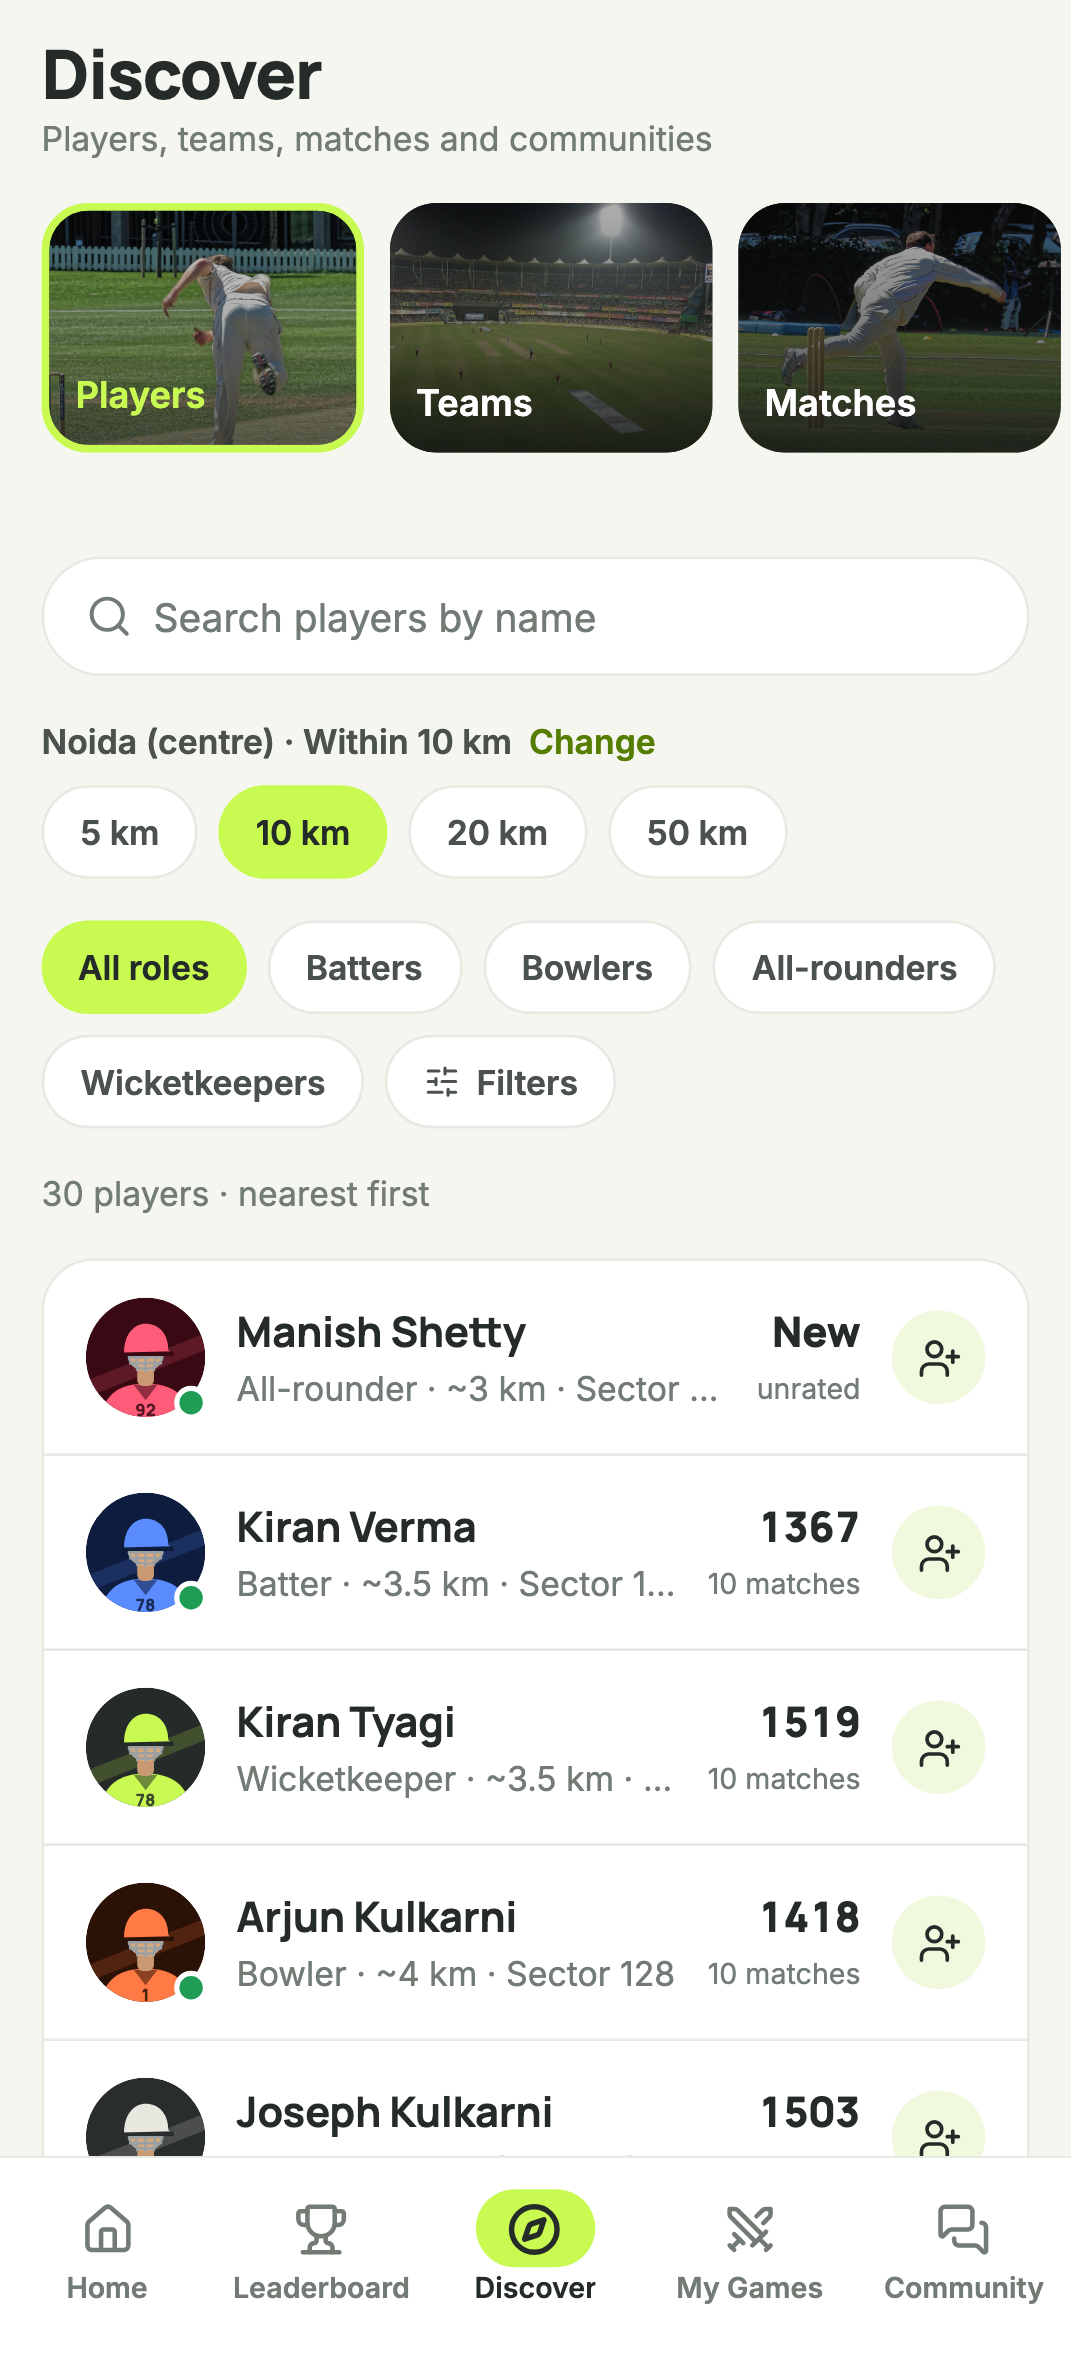 Discover
Players, teams, matches and communities
Players
Teams
Matches
Search players by name
Noida (centre) · Within 10 km Change
5 km
10 km
20 km
50 km
All roles
Batters
Bowlers
All-rounders
Wicketkeepers
Filters
30 players · nearest first
Manish Shetty
New
All-rounder · ~3 km · Sector ...
unrated
92
Kiran Verma
1367
Batter · ~3.5 km · Sector 1...
10 matches
78
Kiran Tyagi
1519
Wicketkeeper · ~3.5 km · ...
10 matches
78
Arjun Kulkarni
1418
Bowler · ~4 km · Sector 128
10 matches
1
Joseph Kulkarni
1503
Home
Leaderboard
Discover
My Games
Community